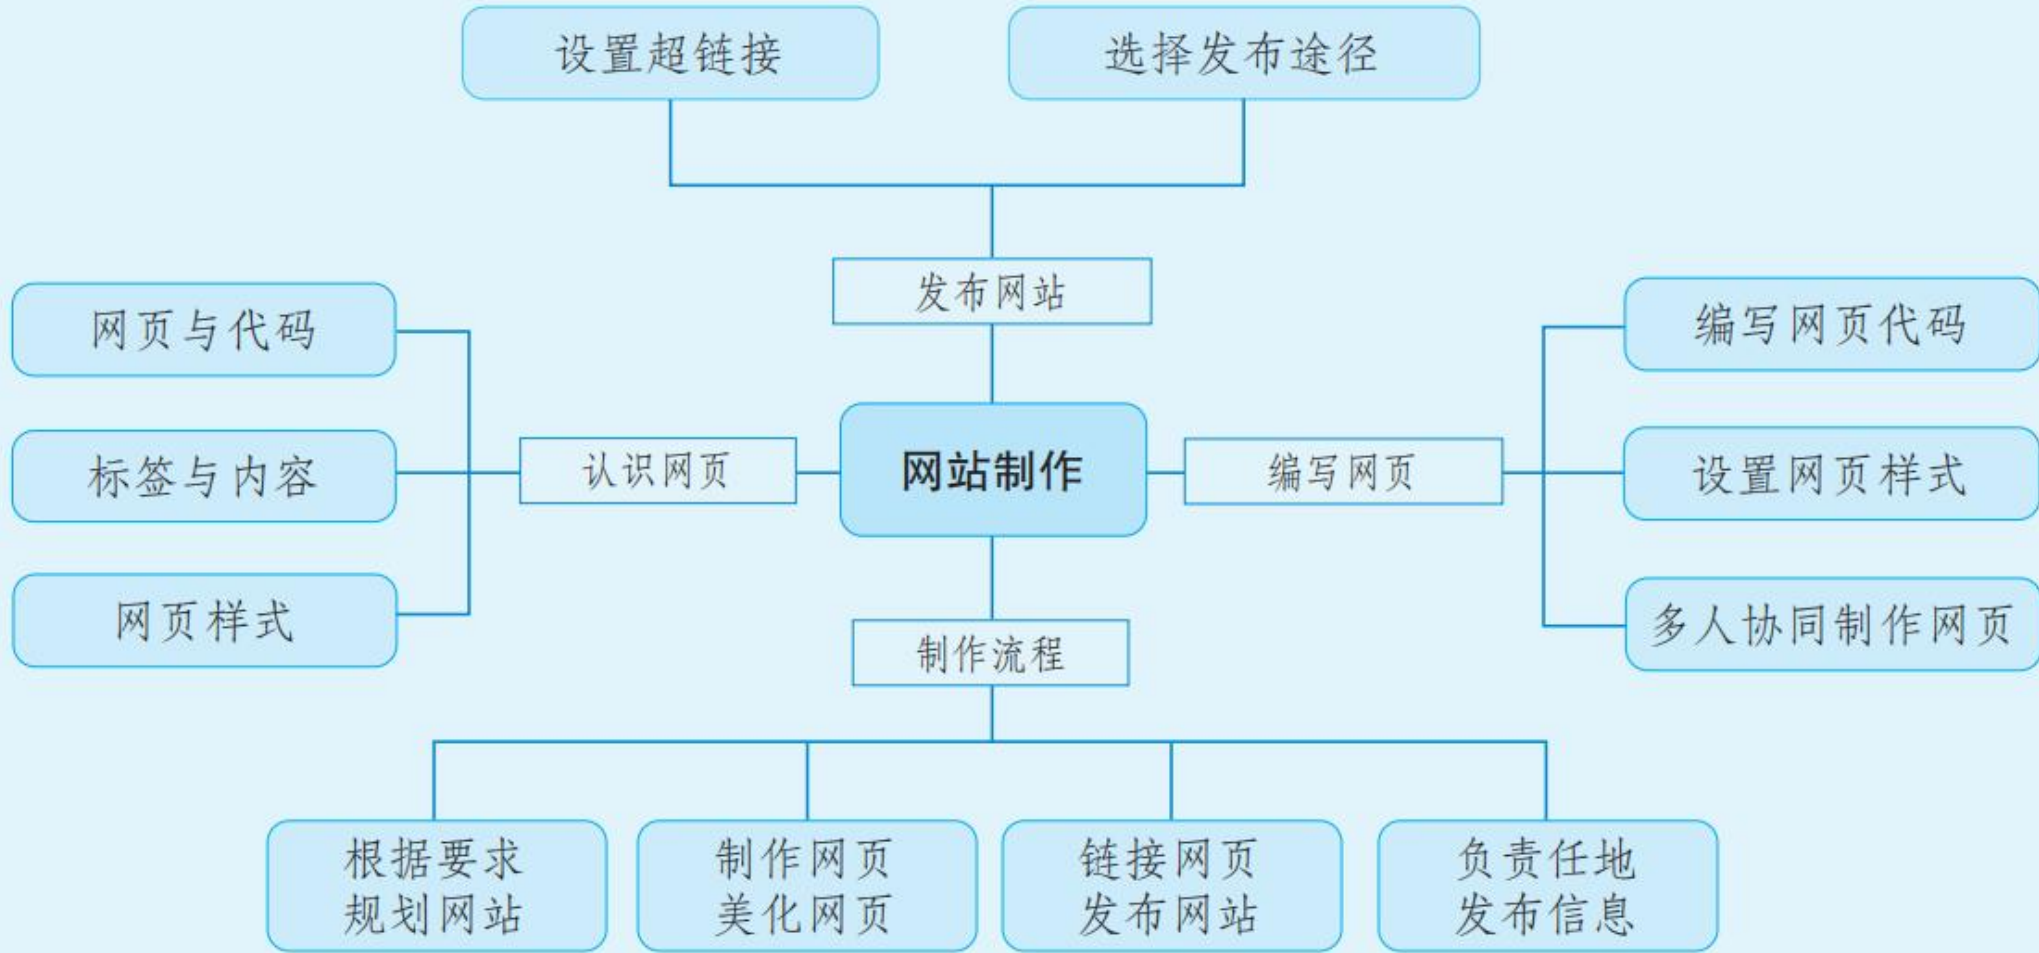 设置超链接
选择发布途径
发布网站
网页与代码
标签与内容
网页样式
认识网页
网站制作
编写网页
编写网页代码
设置网页样式
多人协同制作网页
制作流程
根据要求
规划网站
制作网页
美化网页
链接网页
发布网站
负责任地
发布信息